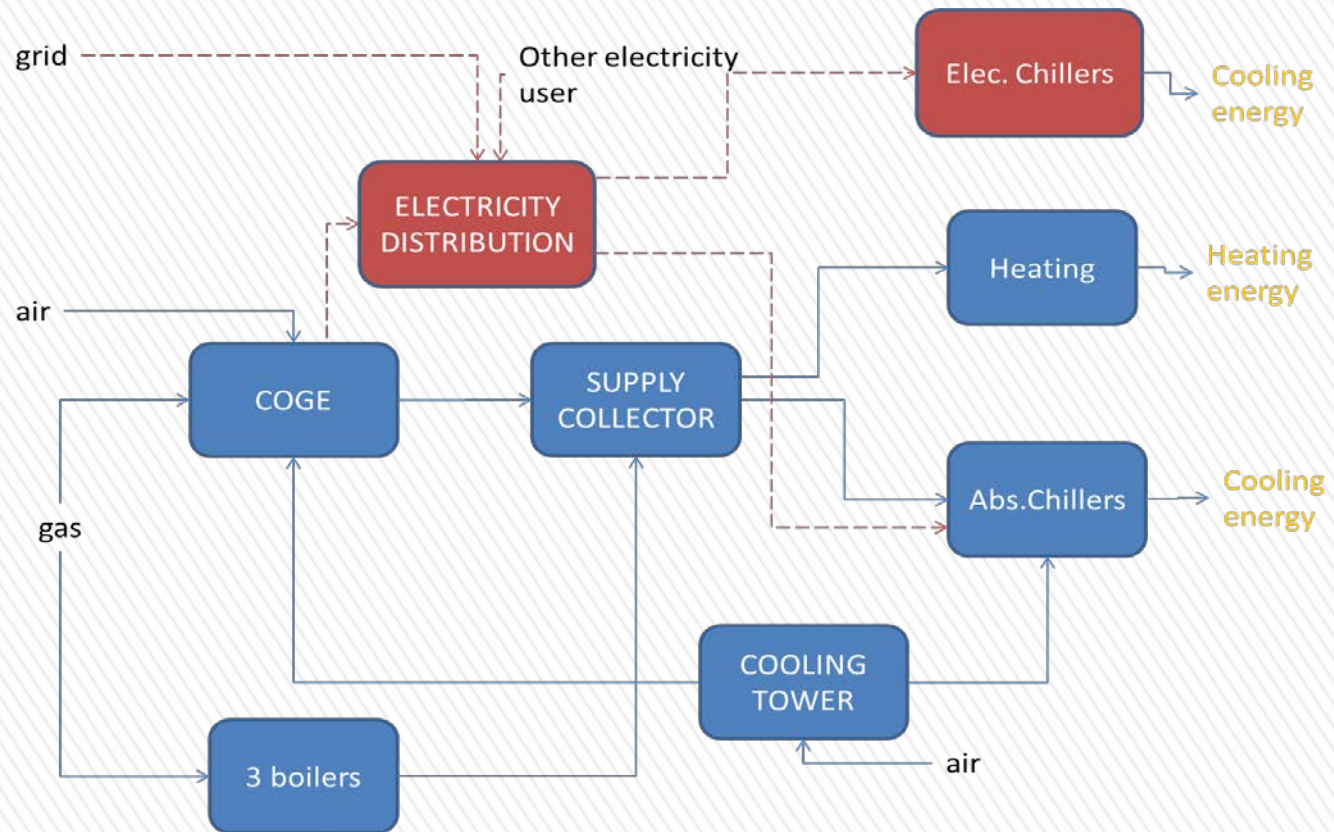 grid
Other electricity
user
Elec. Chillers
Cooling
energy
ELECTRICITY
DISTRIBUTION
Heating
Heating
energy
air
COGE
SUPPLY
COLLECTOR
Abs.Chillers
Cooling
energy
gas
COOLING
TOWER
3 boilers
air